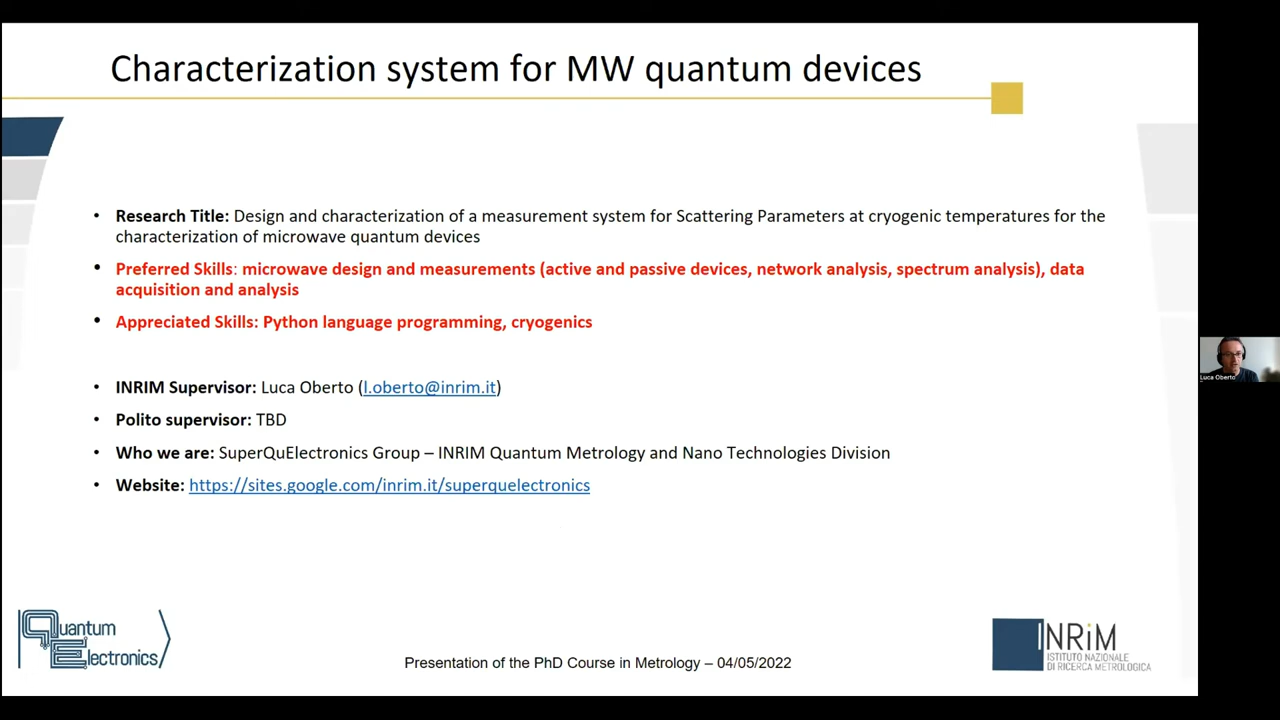 Characterization system for MW quantum devices
• Research Title: Design and characterization of a measurement system for Scattering Parameters at cryogenic temperatures for the
characterization of microwave quantum devices
• Preferred Skills: microwave design and measurements (active and passive devices, network analysis, spectrum analysis), data
acquisition and analysis
• Appreciated Skills: Python language programming, cryogenics
• INRIM Supervisor: Luca Oberto (l.oberto@inrim.it)
• Polito supervisor: TBD
• Who we are: SuperQuElectronics Group – INRIM Quantum Metrology and Nano Technologies Division
• Website: https://sites.google.com/inrim.it/superquelectronics
Luca Oberto
Quantum
Electronics
Presentation of the PhD Course in Metrology – 04/05/2022
INRiM
ISTITUTO NAZIONALE
DI RICERCA METROLOGICA